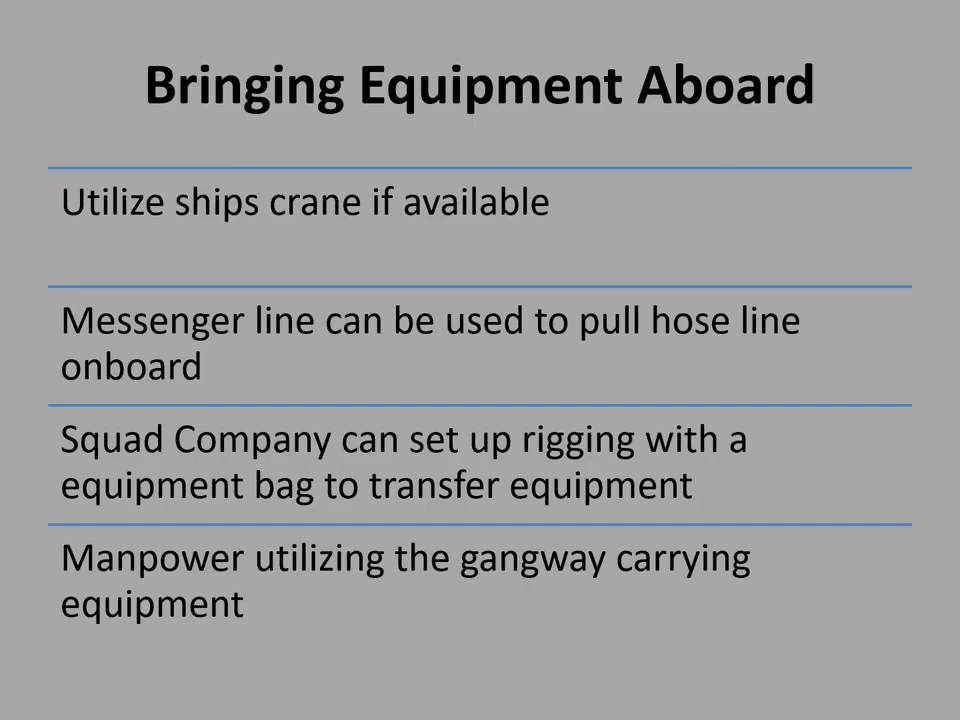 Bringing Equipment Aboard
Utilize ships crane if available
Messenger line can be used to pull hose line
onboard
Squad Company can set up rigging with a
equipment bag to transfer equipment
Manpower utilizing the gangway carrying
equipment